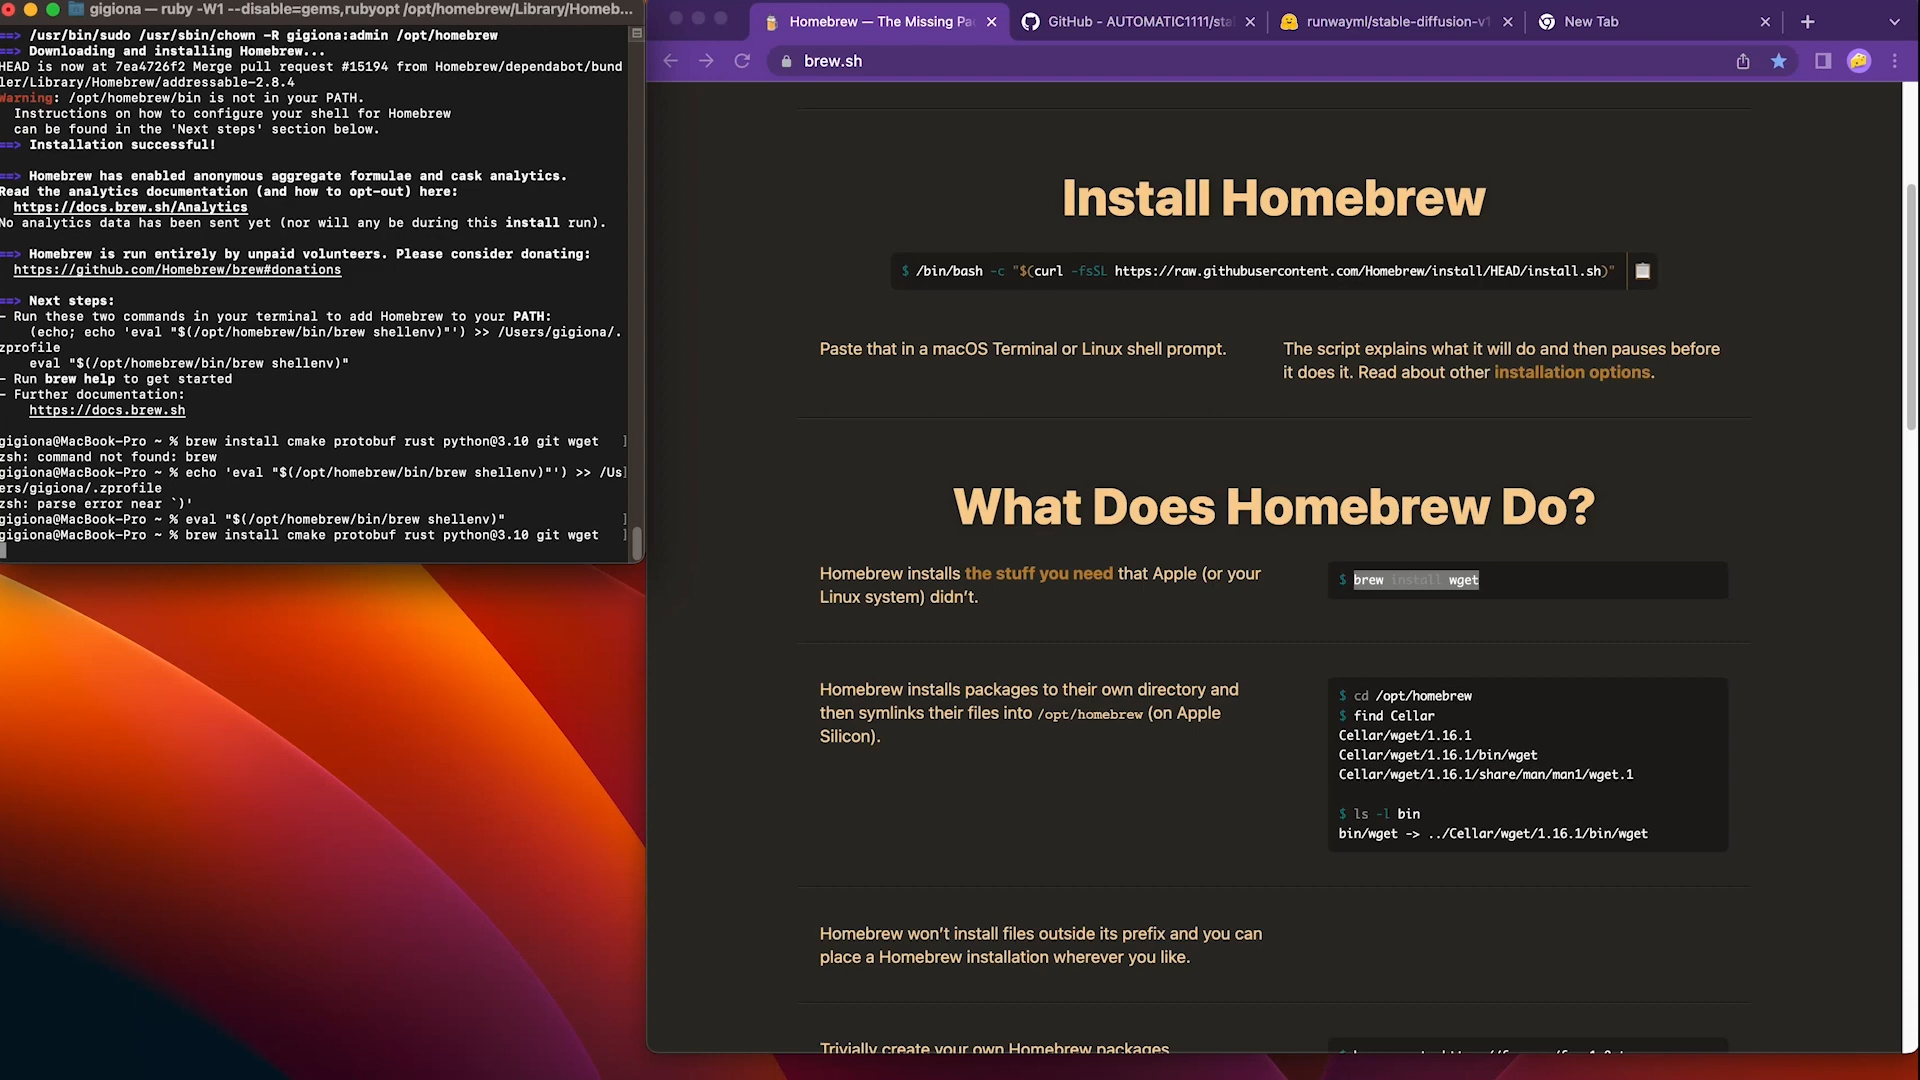 gigiona — ruby -W1 --disable=gems,rubyopt /opt/homebrew/Library/Homeb...
==> /usr/bin/sudo /usr/sbin/chown -R gigiona:admin /opt/homebrew
==> Downloading and installing Homebrew...
HEAD is now at 7ea4726f2 Merge pull request #15194 from Homebrew/dependabot/bund
ler/Library/Homebrew/addressable-2.8.4
Warning: /opt/homebrew/bin is not in your PATH.
Instructions on how to configure your shell for Homebrew
can be found in the 'Next steps' section below.
==> Installation successful!
==> Homebrew has enabled anonymous aggregate formulae and cask analytics.
Read the analytics documentation (and how to opt-out) here:
https://docs.brew.sh/Analytics
No analytics data has been sent yet (nor will any be during this install run).
==> Homebrew is run entirely by unpaid volunteers. Please consider donating:
https://github.com/Homebrew/brew#donations
==> Next steps:
- Run these two commands in your terminal to add Homebrew to your PATH:
(echo; echo 'eval "$(/opt/homebrew/bin/brew shellenv)"') >> /Users/gigiona/.
zprofile
eval "$(/opt/homebrew/bin/brew shellenv)"
- Run brew help to get started
- Further documentation:
https://docs.brew.sh
gigiona@MacBook-Pro ~ % brew install cmake protobuf rust python@3.10 git wget ]
zsh: command not found: brew
gigiona@MacBook-Pro ~ % echo 'eval "$(/opt/homebrew/bin/brew shellenv)"') >> /Us]
ers/gigiona/.zprofile
zsh: parse error near `)'
gigiona@MacBook-Pro ~ % eval "$(/opt/homebrew/bin/brew shellenv)" ]
gigiona@MacBook-Pro ~ % brew install cmake protobuf rust python@3.10 git wget ]
Homebrew — The Missing Pa
GitHub - AUTOMATIC1111/sta
runwayml/stable-diffusion-v1
New Tab
brew.sh
Install Homebrew
$ /bin/bash -c "$(curl -fsSL https://raw.githubusercontent.com/Homebrew/install/HEAD/install.sh)"
Paste that in a macOS Terminal or Linux shell prompt.
The script explains what it will do and then pauses before
it does it. Read about other installation options.
What Does Homebrew Do?
Homebrew installs the stuff you need that Apple (or your
Linux system) didn't.
$ brew install wget
Homebrew installs packages to their own directory and
then symlinks their files into /opt/homebrew (on Apple
Silicon).
$ cd /opt/homebrew
$ find Cellar
Cellar/wget/1.16.1
Cellar/wget/1.16.1/bin/wget
Cellar/wget/1.16.1/share/man/man1/wget.1
$ ls -l bin
bin/wget -> ../Cellar/wget/1.16.1/bin/wget
Homebrew won't install files outside its prefix and you can
place a Homebrew installation wherever you like.
Trivially create your own Homebrew packages.